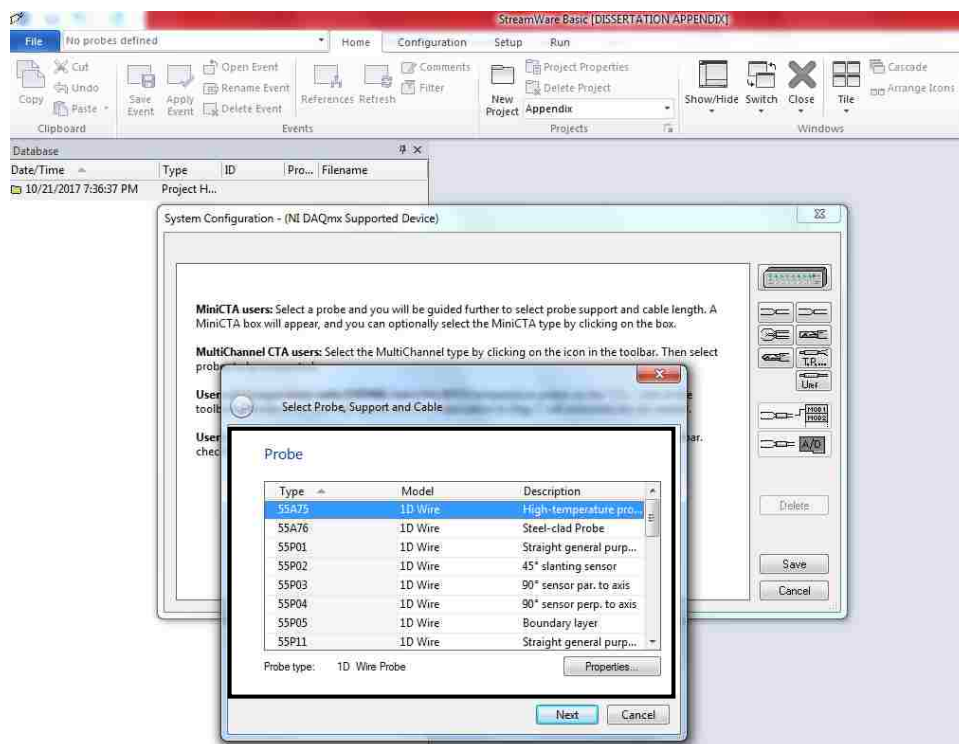 StreamWare Basic [DISSERTATION APPENDIX]
File No probes defined Home Configuration Setup Run
Cut
Undo
Copy Paste
Clipboard
Save Event
Apply Event
Open Event
Rename Event
Delete Event
References Refresh
Comments
Filter
Events
New Project
Project Properties
Delete Project
Appendix
Projects
Show/Hide Switch Close Tile
Cascade
Arrange Icons
Windows
Database
Date/Time Type ID Pro... Filename
10/21/2017 7:36:37 PM Project H...
System Configuration - (NI DAQmx Supported Device)
MiniCTA users: Select a probe and you will be guided further to select probe support and cable length. A
MiniCTA box will appear, and you can optionally select the MiniCTA type by clicking on the box.
MultiChannel CTA users: Select the MultiChannel type by clicking on the icon in the toolbar. Then select
User
toolb
User bar.
chec
T.R...
Uref
MOD1
MOD2
A/D
Delete
Save
Cancel
Select Probe, Support and Cable
Probe
Type Model Description
55A75 1D Wire High-temperature pro...
55A76 1D Wire Steel-clad Probe
55P01 1D Wire Straight general purp...
55P02 1D Wire 45° slanting sensor
55P03 1D Wire 90° sensor par. to axis
55P04 1D Wire 90° sensor perp. to axis
55P05 1D Wire Boundary layer
55P11 1D Wire Straight general purp...
Probe type: 1D Wire Probe
Properties...
Next Cancel